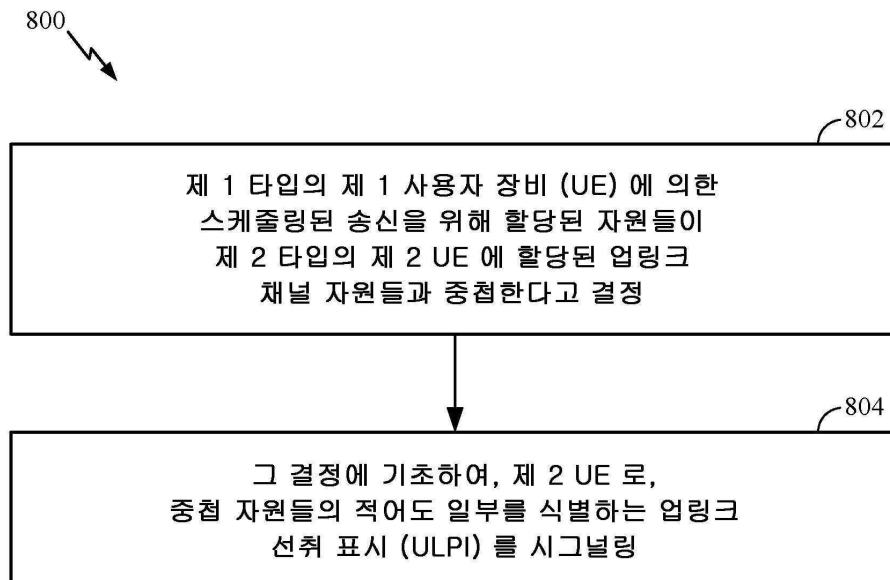 800
802
제 1 타입의 제 1 사용자 장비 (UE) 에 의한
스케줄링된 송신을 위해 할당된 자원들이
제 2 타입의 제 2 UE 에 할당된 업링크
채널 자원들과 중첩한다고 결정
804
그 결정에 기초하여, 제 2 UE 로,
중첩 자원들의 적어도 일부를 식별하는 업링크
선취 표시 (ULPI) 를 시그널링